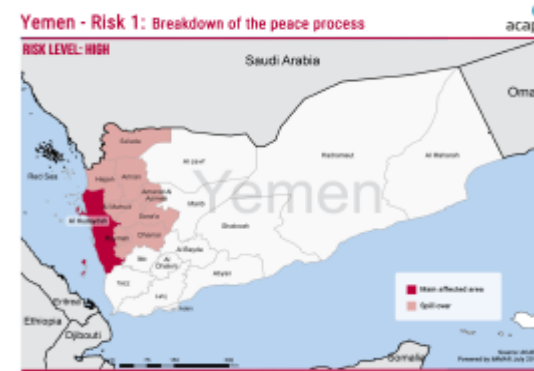 Yemen - Risk 1: Breakdown of the peace process
acap
RISK LEVEL: HIGH
Saudi Arabia
Oma
Sa'ada
Al Jawf
Hadramaut
Al Maharah
Red Sea
Hajjah
Amran
Yemen
Al Mahwit
Marib
Sana'a
Al Hudaydah
Shabwah
Dhamar
Al Bayda
Ibb
Abyan
Taizz
Lahj
Aden
Main affected area
Spill over
Eritrea
Ethiopia
Djibouti
Somalia